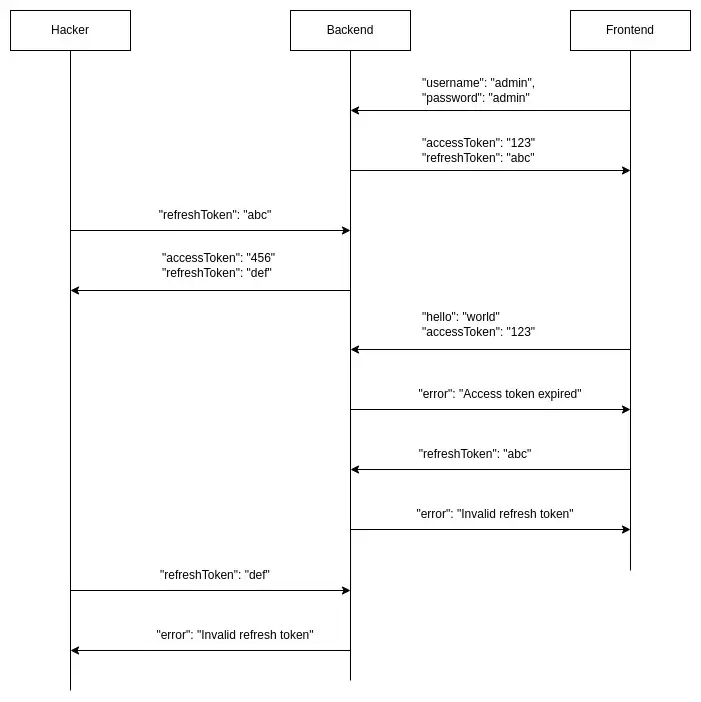 Hacker
Backend
Frontend
"username": "admin",
"password": "admin"
"accessToken": "123"
"refreshToken": "abc"
"refreshToken": "abc"
"accessToken": "456"
"refreshToken": "def"
"hello": "world"
"accessToken": "123"
"error": "Access token expired"
"refreshToken": "abc"
"error": "Invalid refresh token"
"refreshToken": "def"
"error": "Invalid refresh token"